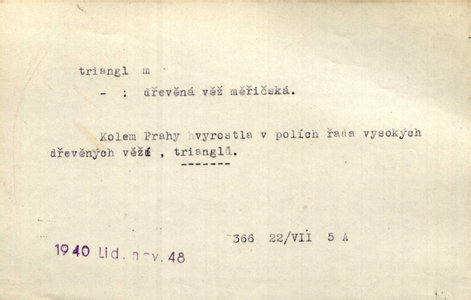 triangl m
- : dřevěná věž měřičská.
Kolem Prahy vyrostla v polích řada vysokých
dřevěných věží , trianglů.
366 22/VII 5 A
1940 Lid. nov. 48